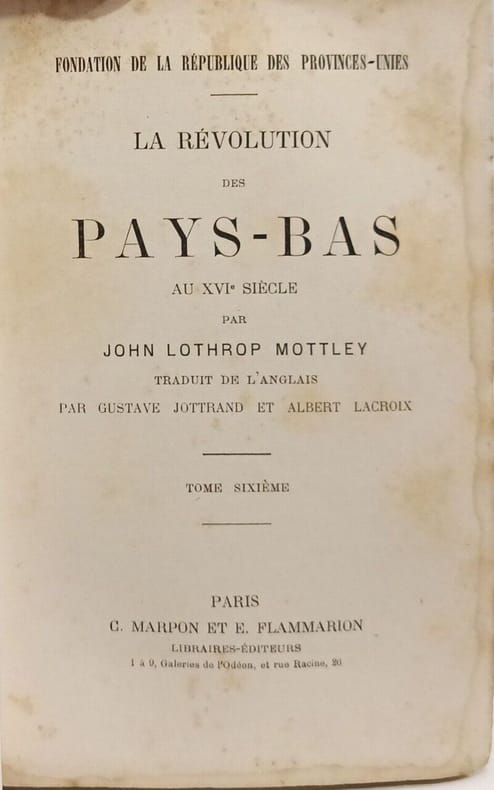 FONDATION DE LA RÉPUBLIQUE DES PROVINCES-UNIES
LA RÉVOLUTION
DES
PAYS-BAS
AU XVIe SIÈCLE
PAR
JOHN LOTHROP MOTTLEY
TRADUIT DE L'ANGLAIS
PAR GUSTAVE JOTTRAND ET ALBERT LACROIX
TOME SIXIÈME
PARIS
C. MARPON ET E. FLAMMARION
LIBRAIRES-ÉDITEURS
1 à 9, Galeries de l'Odéon, et rue Racine, 26